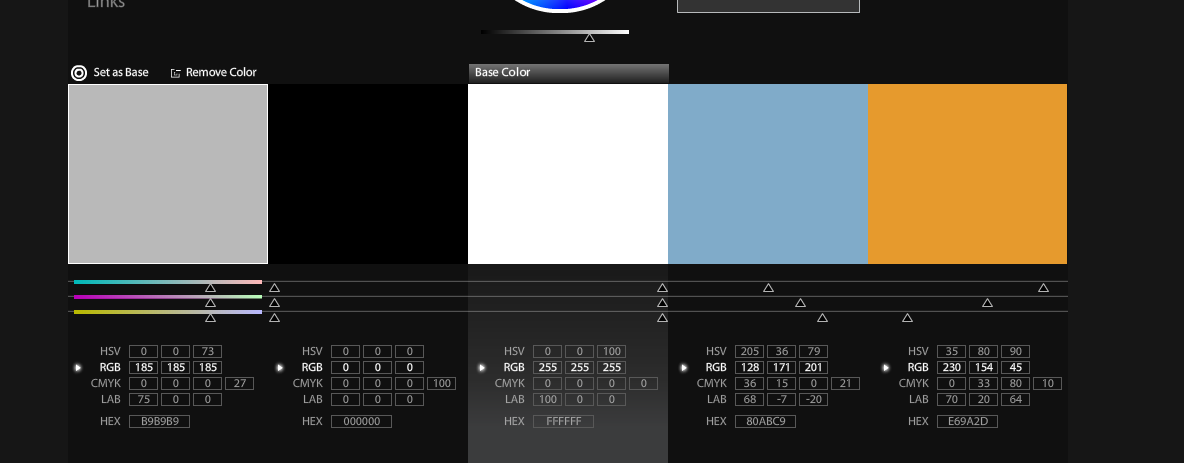 Links
Set as Base Remove Color Base Color
HSV 0 0 73 HSV 0 0 0 HSV 0 0 100 HSV 205 36 79 HSV 35 80 90
RGB 185 185 185 RGB 0 0 0 RGB 255 255 255 RGB 128 171 201 RGB 230 154 45
CMYK 0 0 0 27 CMYK 0 0 0 100 CMYK 0 0 0 0 CMYK 36 15 0 21 CMYK 0 33 80 10
LAB 75 0 0 LAB 0 0 0 LAB 100 0 0 LAB 68 -7 -20 LAB 70 20 64
HEX B9B9B9 HEX 000000 HEX FFFFFF HEX 80ABC9 HEX E69A2D